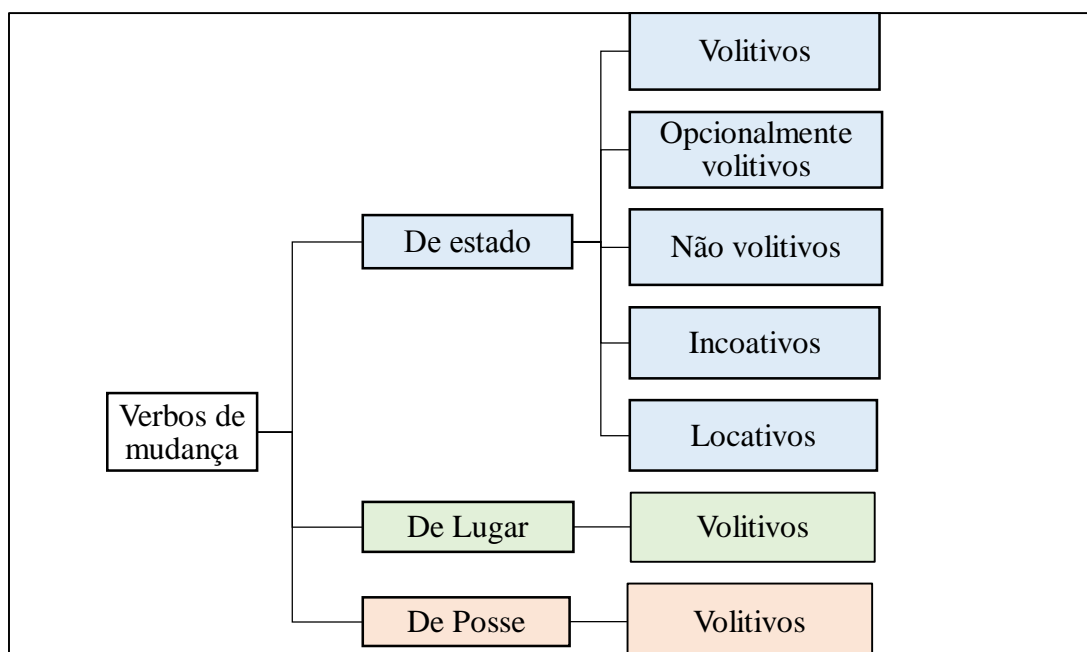 Verbos de
mudança
De estado
Volitivos
Opcionalmente
volitivos
Não volitivos
Incoativos
Locativos
De Lugar
Volitivos
De Posse
Volitivos